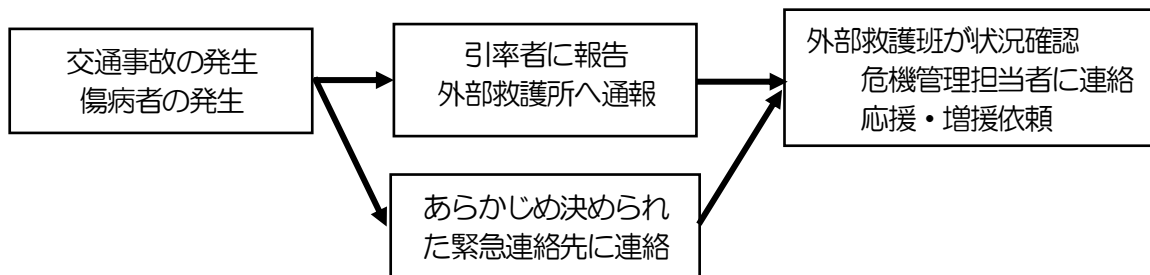 交通事故の発生
傷病者の発生
引率者に報告
外部救護所へ通報
あらかじめ決められ
た緊急連絡先に連絡
外部救護班が状況確認
危機管理担当者に連絡
応援・増援依頼